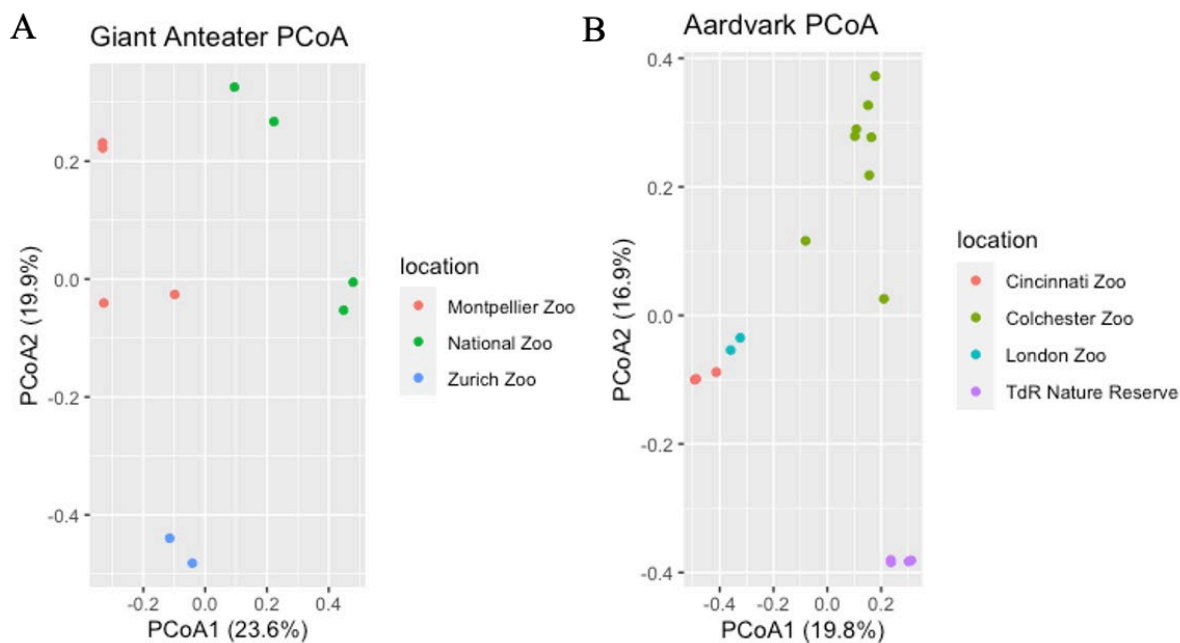 A
Giant Anteater PCoA
0.2
0.0
-0.2
-0.4
PCoA2 (19.9%)
-0.2
0.0
0.2
0.4
PCoA1 (23.6%)
location
Montpellier Zoo
National Zoo
Zurich Zoo
B
Aardvark PCoA
0.4
0.2
0.0
-0.2
-0.4
PCoA2 (16.9%)
-0.4
-0.2
0.0
0.2
PCoA1 (19.8%)
location
Cincinnati Zoo
Colchester Zoo
London Zoo
TdR Nature Reserve